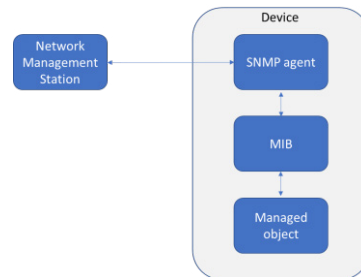 Device
Network
Management
Station
SNMP agent
MIB
Managed
object